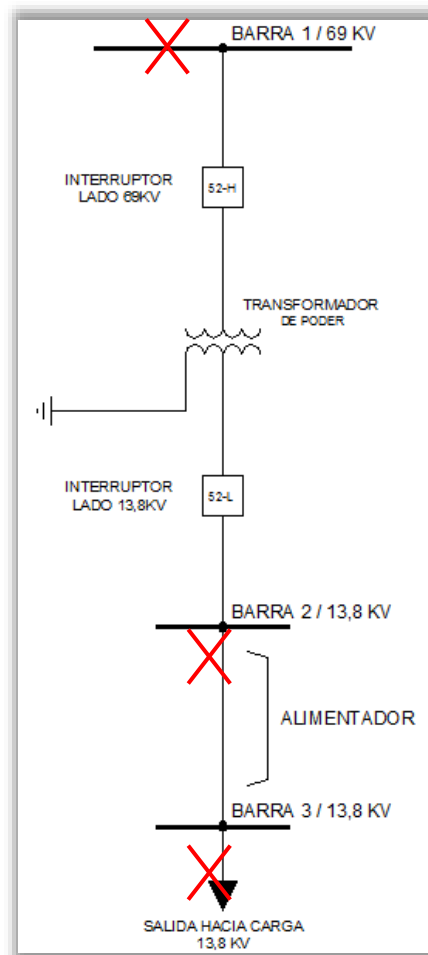 BARRA 1 / 69 KV
INTERRUPTOR
LADO 69KV
52-H
TRANSFORMADOR
DE PODER
INTERRUPTOR
LADO 13,8KV
52-L
BARRA 2 / 13,8 KV
ALIMENTADOR
BARRA 3 / 13,8 KV
SALIDA HACIA CARGA
13,8 KV